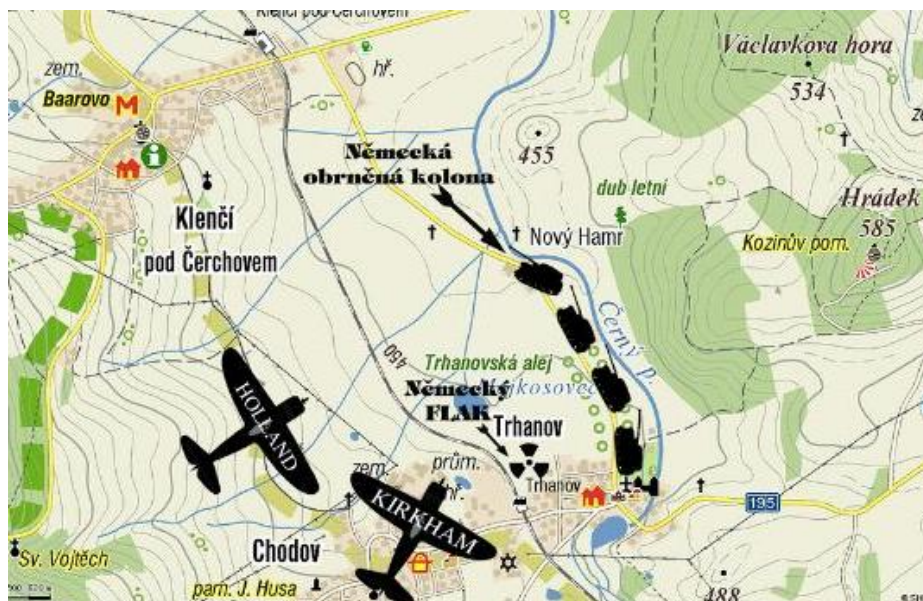 Klenčí pod Čerchovem
zem.
hř.
Václavkova hora
534
Baarovo
M
i
Německá
obrněná kolona
455
dub letní
Hrádek
585
Klenčí
pod Čerchovem
Nový Hamr
Kozinův pom.
Černý p.
450
Trhanovská alej
Německý
FLAK
Trhanov
HOLLAND
zem.
prům.
hř.
Trhanov
KIRKHAM
195
Chodov
Sv. Vojtěch
pam. J. Husa
488